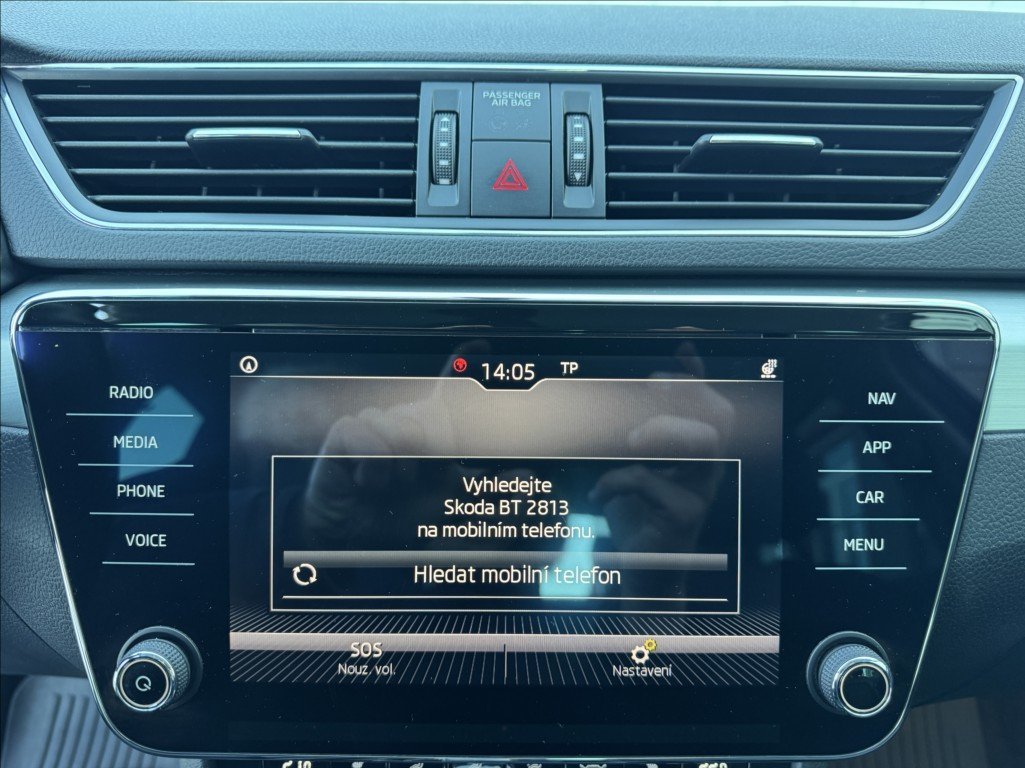 PASSENGER
AIR BAG
14:05 TP
RADIO
MEDIA
PHONE
VOICE
NAV
APP
CAR
MENU
Vyhledejte
Skoda BT 2813
na mobilním telefonu.
Hledat mobilní telefon
SOS
Nouz. vol.
Nastavení